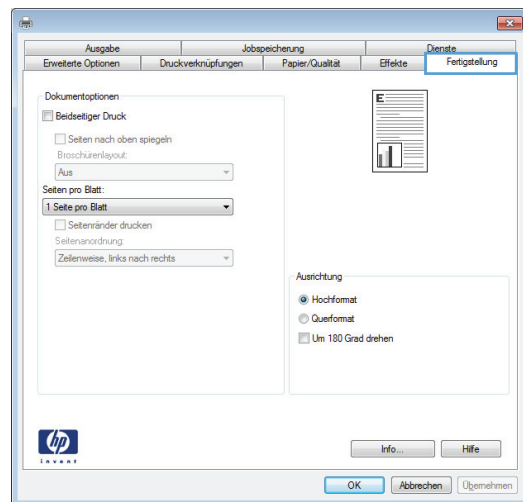 Ausgabe
Jobspeicherung
Dienste
Erweiterte Optionen
Druckverknüpfungen
Papier/Qualität
Effekte
Fertigstellung
Dokumentoptionen
Beidseitiger Druck
Seiten nach oben spiegeln
Broschürenlayout:
Aus
Seiten pro Blatt:
1 Seite pro Blatt
Seitenränder drucken
Seitenanordnung:
Zeilenweise, links nach rechts
E
Ausrichtung
Hochformat
Querformat
Um 180 Grad drehen
hp
invent
Info...
Hilfe
OK
Abbrechen
Übernehmen